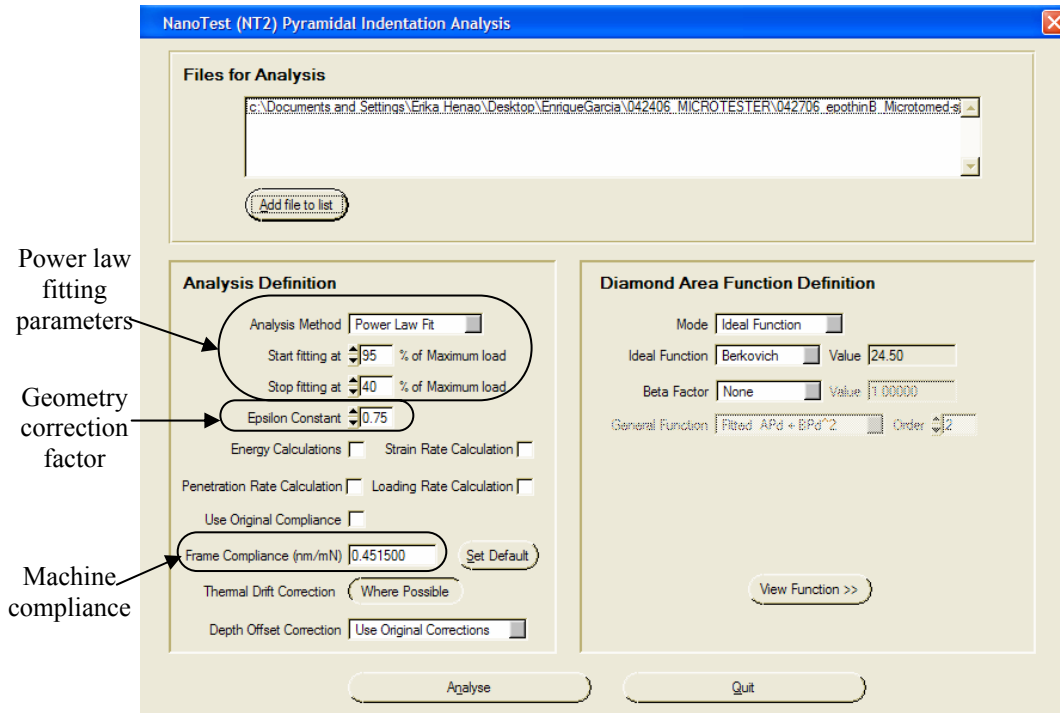 NanoTest (NT2) Pyramidal Indentation Analysis
Files for Analysis
c:\Documents and Settings\Erika Henao\Desktop\EnriqueGarcia\042406_MICROTESTER\042706_epothinB_Microtomed-s
Add file to list
Power law
fitting
parameters
Geometry
correction
factor
Machine
compliance
Analysis Definition
Analysis Method Power Law Fit
Start fitting at 95 % of Maximum load
Stop fitting at 40 % of Maximum load
Epsilon Constant 0.75
Energy Calculations Strain Rate Calculation
Penetration Rate Calculation Loading Rate Calculation
Use Original Compliance
Frame Compliance (nm/mN) 0.451500 Set Default
Thermal Drift Correction Where Possible
Depth Offset Correction Use Original Corrections
Diamond Area Function Definition
Mode Ideal Function
Ideal Function Berkovich Value 24.50
Beta Factor None Value 1.00000
General Function Fitted APd + BPd^2 Order 2
View Function >>
Analyse Quit